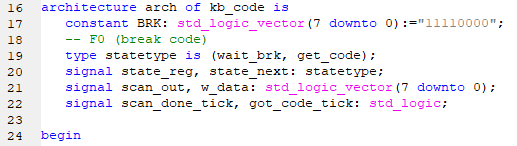 16 architecture arch of kb_code is
17 constant BRK: std_logic_vector(7 downto 0):="11110000";
18 -- F0 (break code)
19 type statetype is (wait_brk, get_code);
20 signal state_reg, state_next: statetype;
21 signal scan_out, w_data: std_logic_vector(7 downto 0);
22 signal scan_done_tick, got_code_tick: std_logic;
23
24 begin